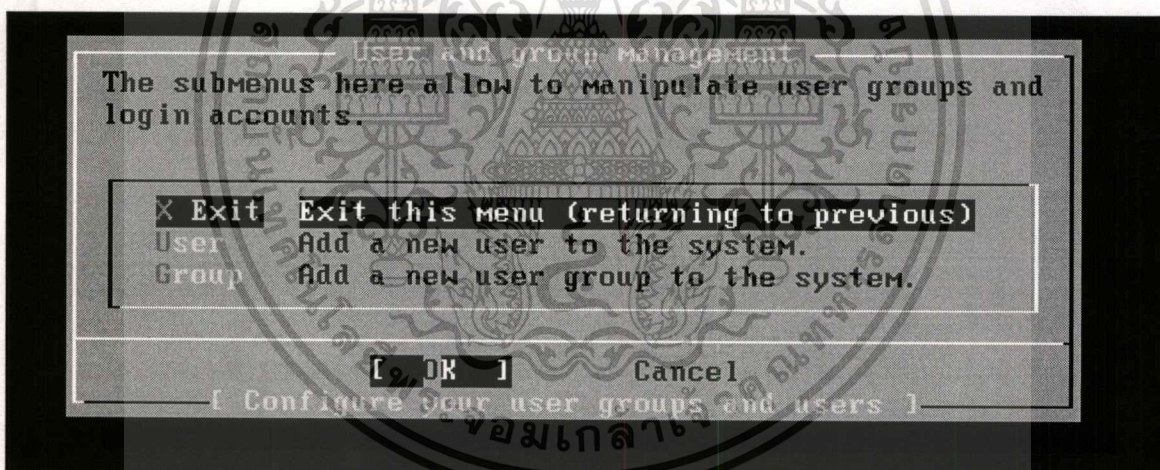 User and group management
The submenus here allow to manipulate user groups and
login accounts.
X Exit Exit this menu (returning to previous)
User Add a new user to the system.
Group Add a new user group to the system.
[ OK ] Cancel
[ Configure your user groups and users ]